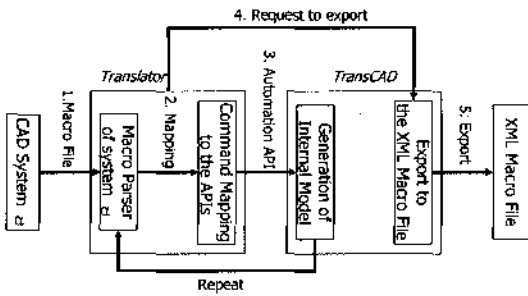 4. Request to export
Translator
TransCAD
1.Macro File
2. Mapping
3. Automation API
5: Export
CAD System a
Macro Parser
of system a
Command Mapping
to the APIs
Generation of
Internal Model
Export to
the XML Macro File
XML Macro
File
Repeat